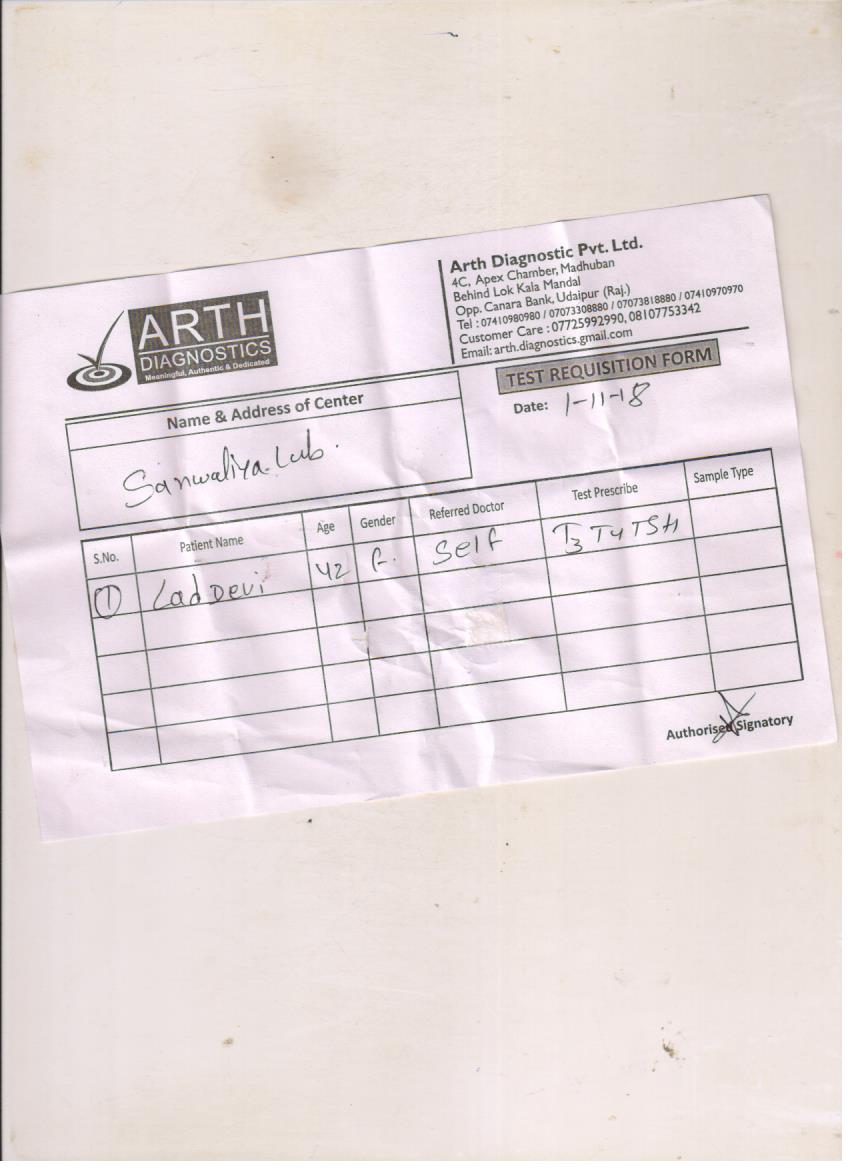 ARTH
DIAGNOSTICS
Meaningful, Authentic & Dedicated
Arth Diagnostic Pvt. Ltd.
4C, Apex Chamber, Madhuban
Behind Lok Kala Mandal
Opp. Canara Bank, Udaipur (Raj.)
Tel : 07410980980 / 07073308880 / 07073818880 / 07410970970
Customer Care : 07725992990, 08107753342
Email: arth.diagnostics.gmail.com
TEST REQUISITION FORM
Date: 1-11-18
Name & Address of Center
Sanwaliya Lab.
S.No. Patient Name Age Gender Referred Doctor Test Prescribe Sample Type
1 Lad Devi 42 F. Self T3 T4 TSH
Authorised Signatory